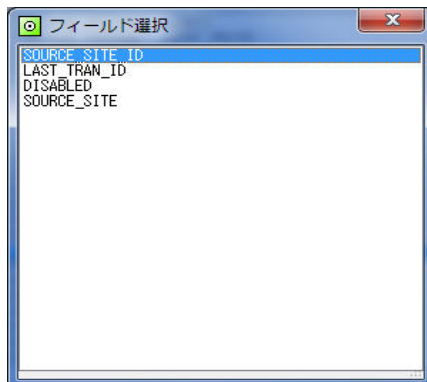 フィールド選択
SOURCE_SITE_ID
LAST_TRAN_ID
DISABLED
SOURCE_SITE